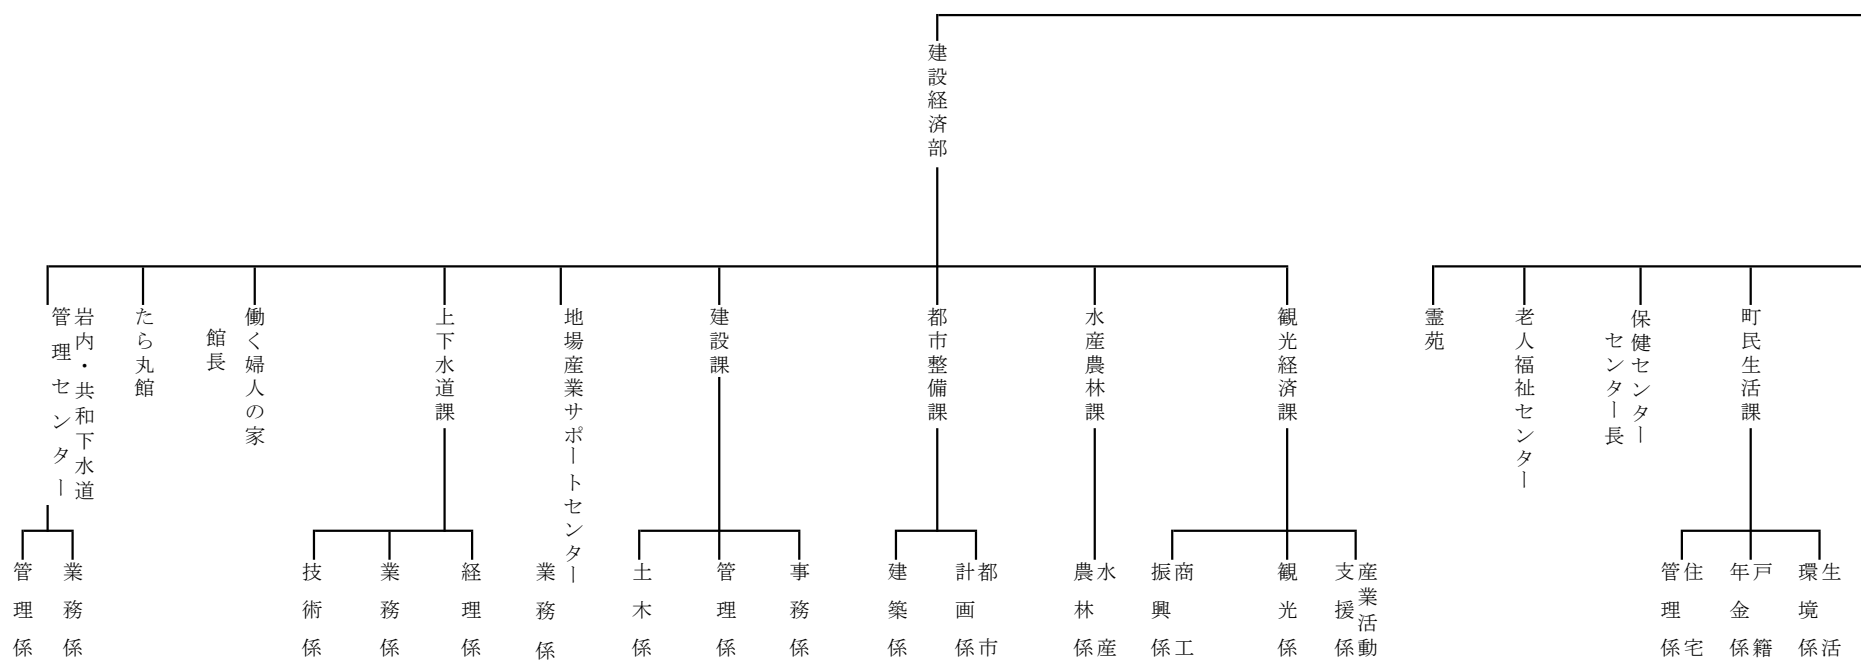 建設経済部
町民生活課
保健センター
センター長
老人福祉センター
霊苑
観光経済課
水産農林課
都市整備課
建設課
地場産業サポートセンター
上下水道課
働く婦人の家
館長
たら丸館
岩内・共和下水道
管理センター
生活
環境係
戸籍
年金係
住宅
管理係
産業活動
支援係
観光係
商工
振興係
水産
農林係
都市
計画係
建築係
事務係
管理係
土木係
業務係
経理係
業務係
技術係
業務係
管理係